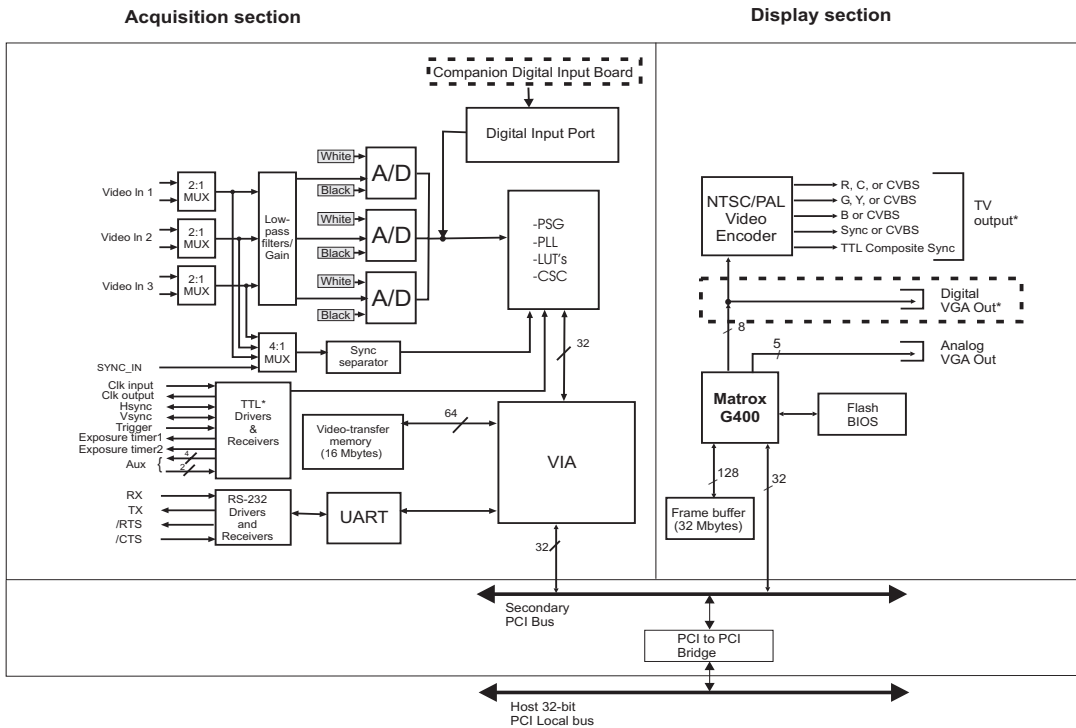 Acquisition section
Display section
Companion Digital Input Board
Digital Input Port
White
A/D
Black
White
A/D
Black
White
A/D
Black
Video In 1
2:1
MUX
Video In 2
2:1
MUX
Video In 3
2:1
MUX
Low-
pass
filters/
Gain
-PSG
-PLL
-LUT's
-CSC
4:1
MUX
Sync
separator
SYNC_IN
32
Clk input
Clk output
Hsync
Vsync
Trigger
Exposure timer1
Exposure timer2
Aux {
4
2
TTL*
Drivers
&
Receivers
Video-transfer
memory
(16 Mbytes)
64
VIA
RX
TX
/RTS
/CTS
RS-232
Drivers
and
Receivers
UART
32
NTSC/PAL
Video
Encoder
R, C, or CVBS
G, Y, or CVBS
B or CVBS
Sync or CVBS
TTL Composite Sync
TV
output*
Digital
VGA Out*
8
5
Analog
VGA Out
Matrox
G400
Flash
BIOS
128
32
Frame buffer
(32 Mbytes)
Secondary
PCI Bus
PCI to PCI
Bridge
Host 32-bit
PCI Local bus